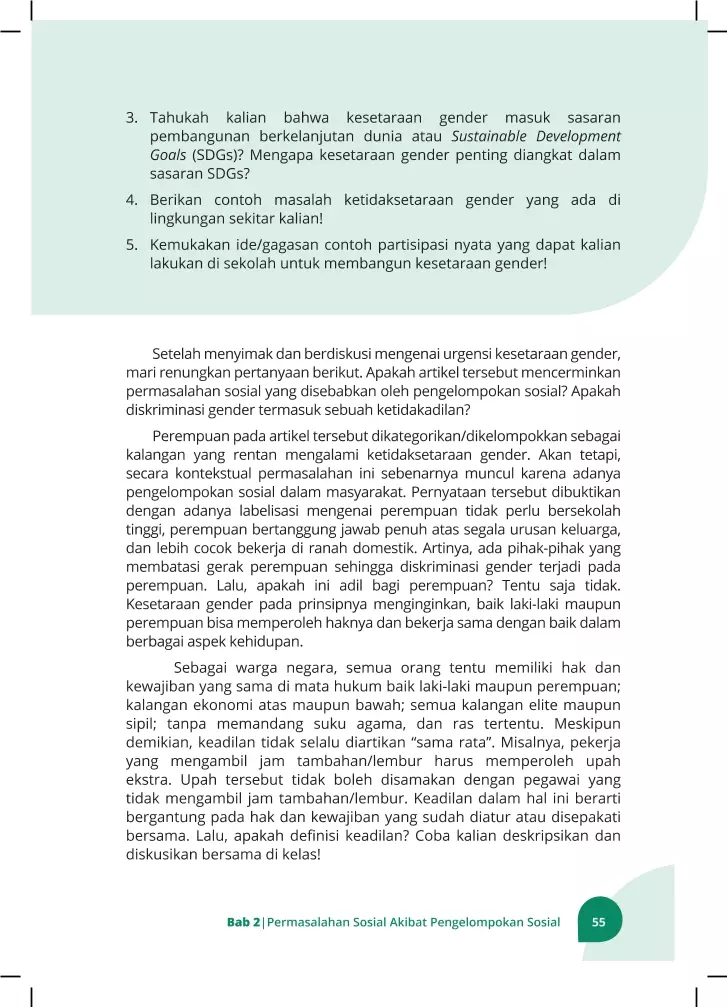 3. Tahukah kalian bahwa kesetaraan gender masuk sasaran
pembangunan berkelanjutan dunia atau Sustainable Development
Goals (SDGs)? Mengapa kesetaraan gender penting diangkat dalam
sasaran SDGs?
4. Berikan contoh masalah ketidaksetaraan gender yang ada di
lingkungan sekitar kalian!
5. Kemukakan ide/gagasan contoh partisipasi nyata yang dapat kalian
lakukan di sekolah untuk membangun kesetaraan gender!
Setelah menyimak dan berdiskusi mengenai urgensi kesetaraan gender,
mari renungkan pertanyaan berikut. Apakah artikel tersebut mencerminkan
permasalahan sosial yang disebabkan oleh pengelompokan sosial? Apakah
diskriminasi gender termasuk sebuah ketidakadilan?
Perempuan pada artikel tersebut dikategorikan/dikelompokkan sebagai
kalangan yang rentan mengalami ketidaksetaraan gender. Akan tetapi,
secara kontekstual permasalahan ini sebenarnya muncul karena adanya
pengelompokan sosial dalam masyarakat. Pernyataan tersebut dibuktikan
dengan adanya labelisasi mengenai perempuan tidak perlu bersekolah
tinggi, perempuan bertanggung jawab penuh atas segala urusan keluarga,
dan lebih cocok bekerja di ranah domestik. Artinya, ada pihak-pihak yang
membatasi gerak perempuan sehingga diskriminasi gender terjadi pada
perempuan. Lalu, apakah ini adil bagi perempuan? Tentu saja tidak.
Kesetaraan gender pada prinsipnya menginginkan, baik laki-laki maupun
perempuan bisa memperoleh haknya dan bekerja sama dengan baik dalam
berbagai aspek kehidupan.
Sebagai warga negara, semua orang tentu memiliki hak dan
kewajiban yang sama di mata hukum baik laki-laki maupun perempuan;
kalangan ekonomi atas maupun bawah; semua kalangan elite maupun
sipil; tanpa memandang suku agama, dan ras tertentu. Meskipun
demikian, keadilan tidak selalu diartikan “sama rata”. Misalnya, pekerja
yang mengambil jam tambahan/lembur harus memperoleh upah
ekstra. Upah tersebut tidak boleh disamakan dengan pegawai yang
tidak mengambil jam tambahan/lembur. Keadilan dalam hal ini berarti
bergantung pada hak dan kewajiban yang sudah diatur atau disepakati
bersama. Lalu, apakah definisi keadilan? Coba kalian deskripsikan dan
diskusikan bersama di kelas!
Bab 2|Permasalahan Sosial Akibat Pengelompokan Sosial 55